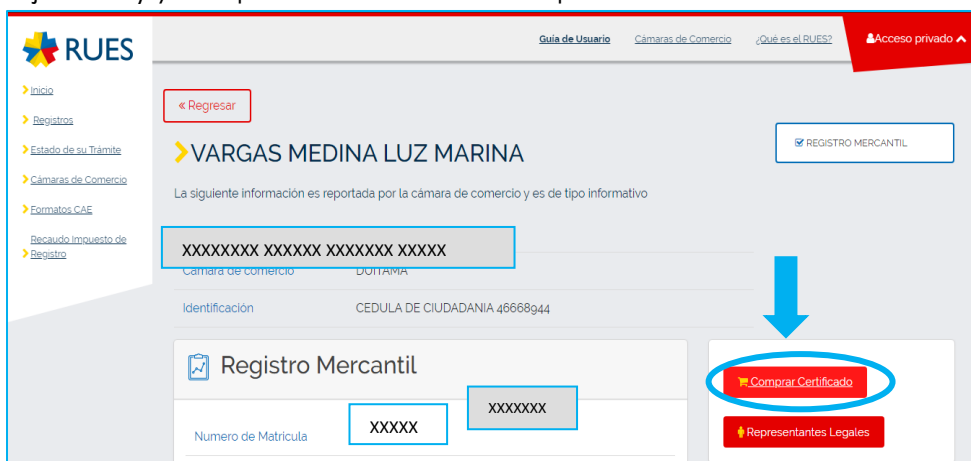 RUES
Guía de Usuario Cámaras de Comercio ¿Qué es el RUES? Acceso privado
Inicio
Registros
Estado de su Trámite
Cámaras de Comercio
Formatos CAE
Recaudo Impuesto de
Registro
« Regresar
REGISTRO MERCANTIL
VARGAS MEDINA LUZ MARINA
La siguiente información es reportada por la cámara de comercio y es de tipo informativo
XXXXXXXX XXXXXX XXXXXXX XXXXX
Cámara de comercio DUITAMA
Identificación CEDULA DE CIUDADANIA 46668944
Registro Mercantil
Comprar Certificado
XXXXXXX
Numero de Matricula XXXXX
Representantes Legales